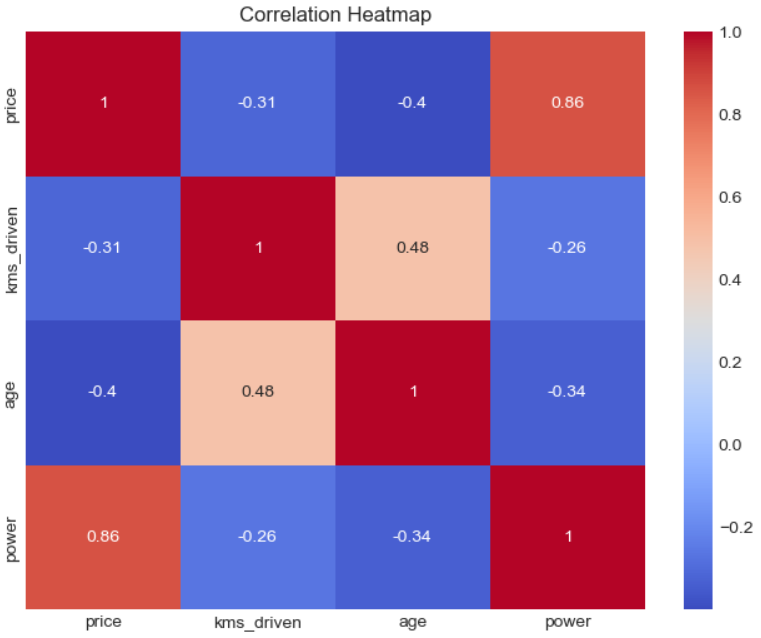 Correlation Heatmap
price
1
-0.31
-0.4
0.86
1.0
0.8
kms_driven
-0.31
1
0.48
-0.26
0.6
0.4
age
-0.4
0.48
1
-0.34
0.2
0.0
power
0.86
-0.26
-0.34
1
−0.2
price
kms_driven
age
power